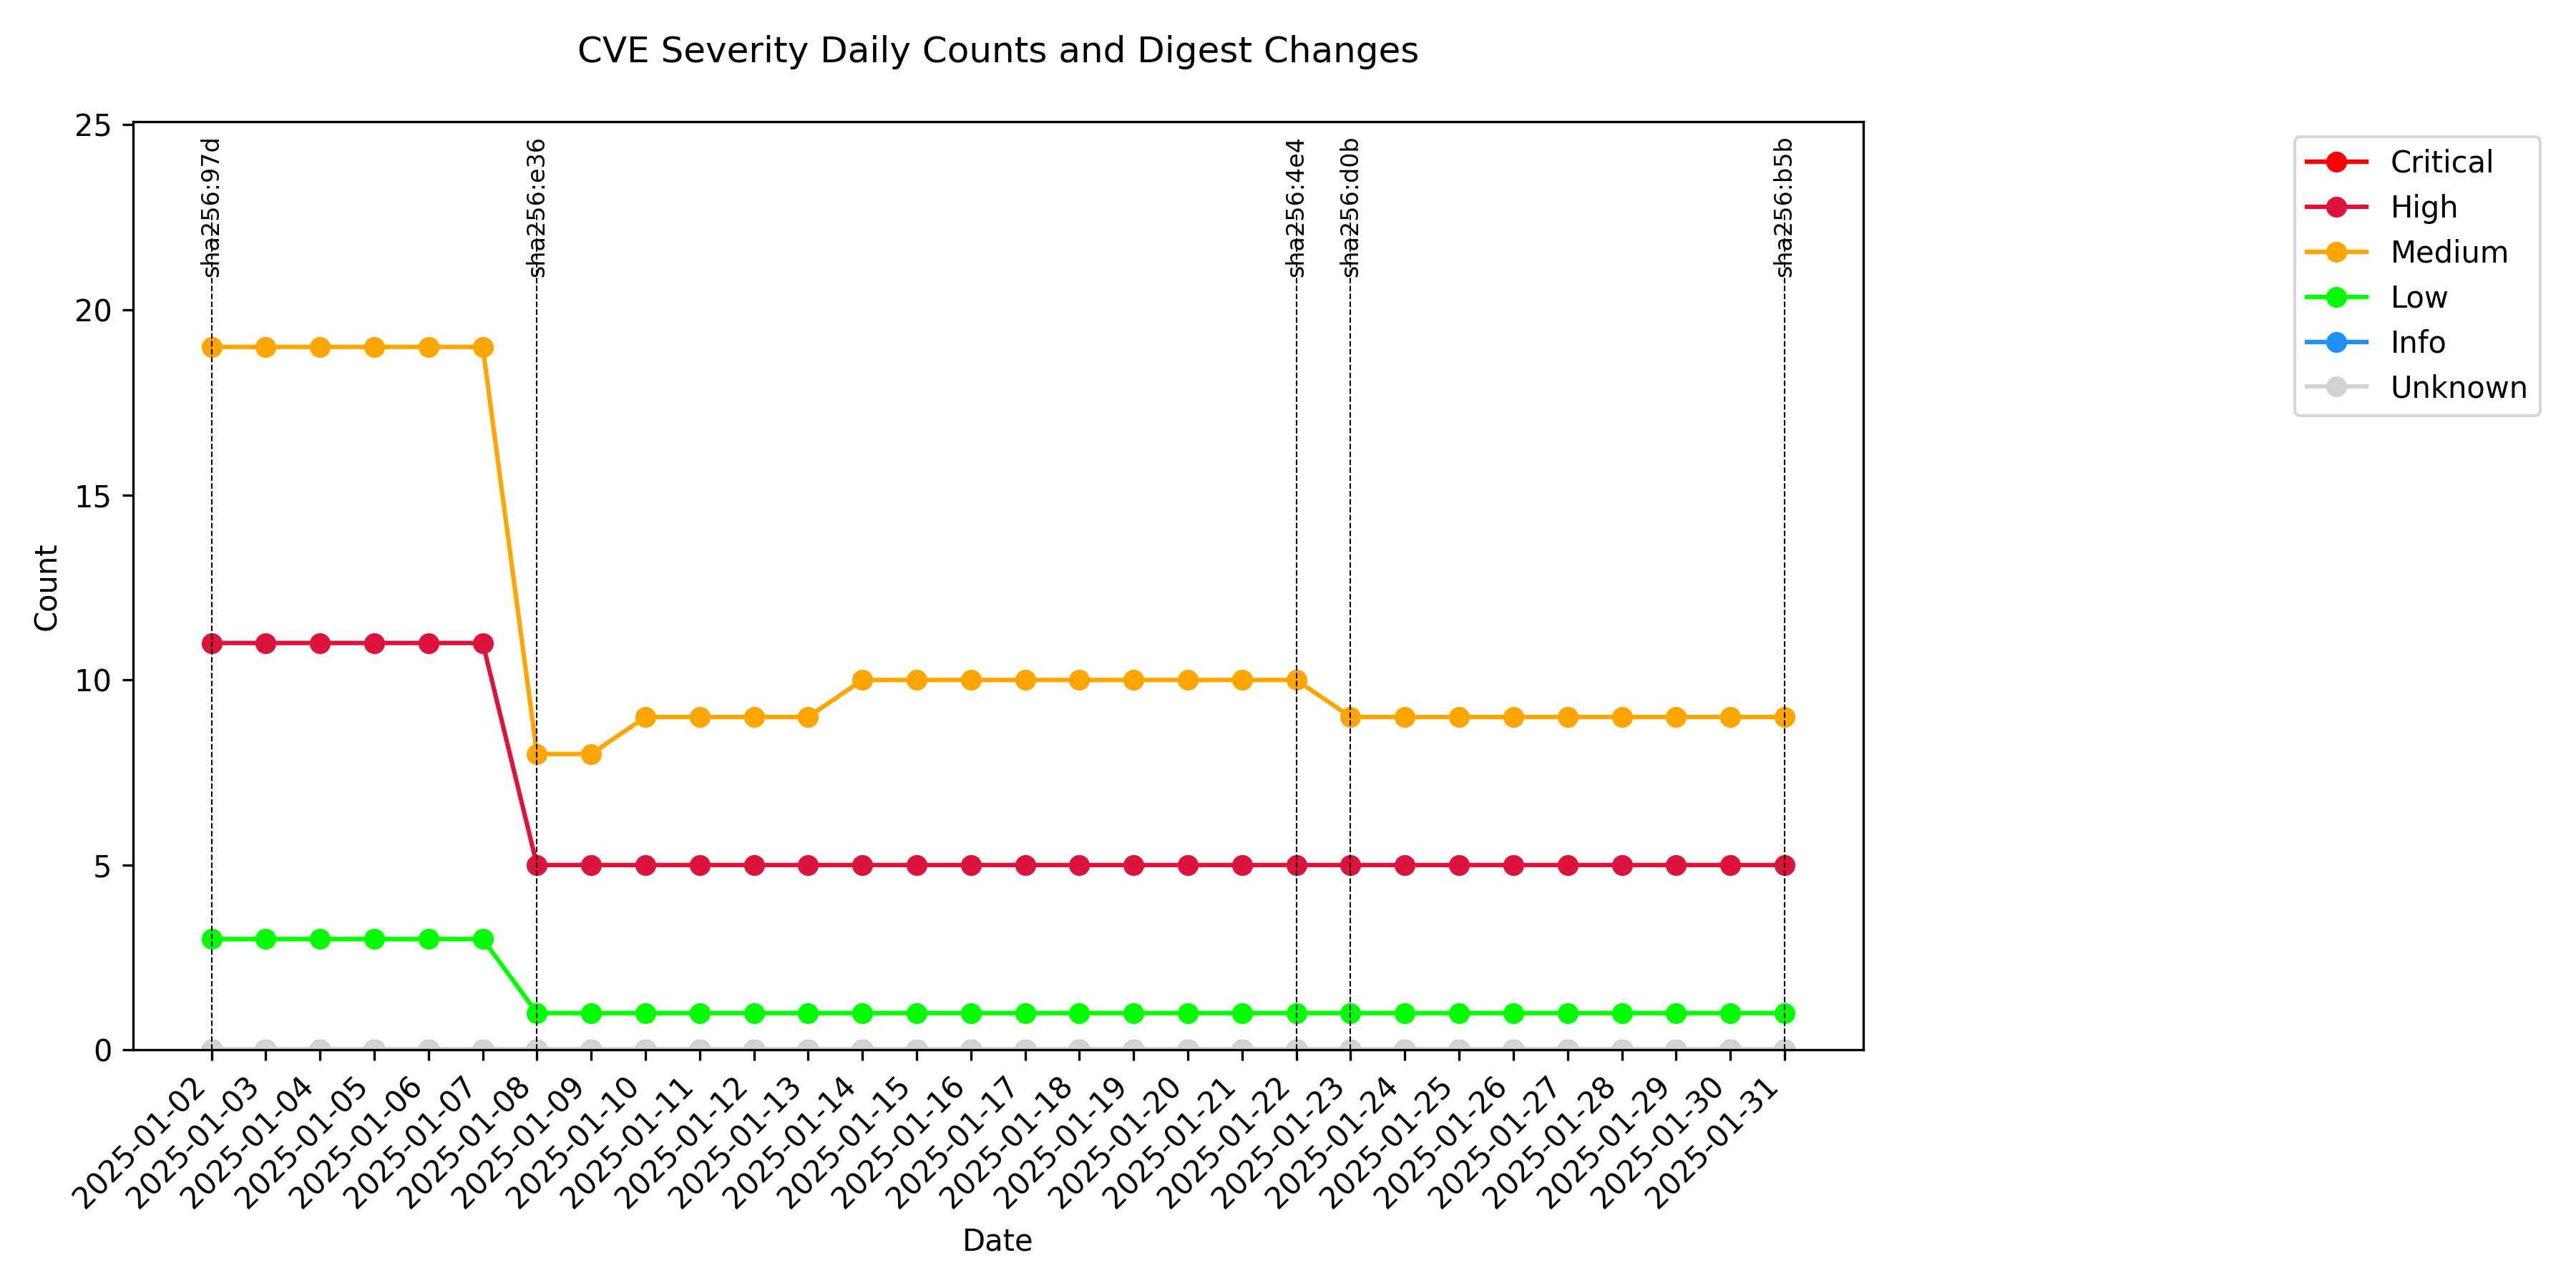 CVE Severity Daily Counts and Digest Changes
25
20
15
10
5
0
Count
sha256:97d
sha256:e36
sha256:4e4
sha256:d0b
sha256:b5b
2025-01-02
2025-01-03
2025-01-04
2025-01-05
2025-01-06
2025-01-07
2025-01-08
2025-01-09
2025-01-10
2025-01-11
2025-01-12
2025-01-13
2025-01-14
2025-01-15
2025-01-16
2025-01-17
2025-01-18
2025-01-19
2025-01-20
2025-01-21
2025-01-22
2025-01-23
2025-01-24
2025-01-25
2025-01-26
2025-01-27
2025-01-28
2025-01-29
2025-01-30
2025-01-31
Date
Critical
High
Medium
Low
Info
Unknown